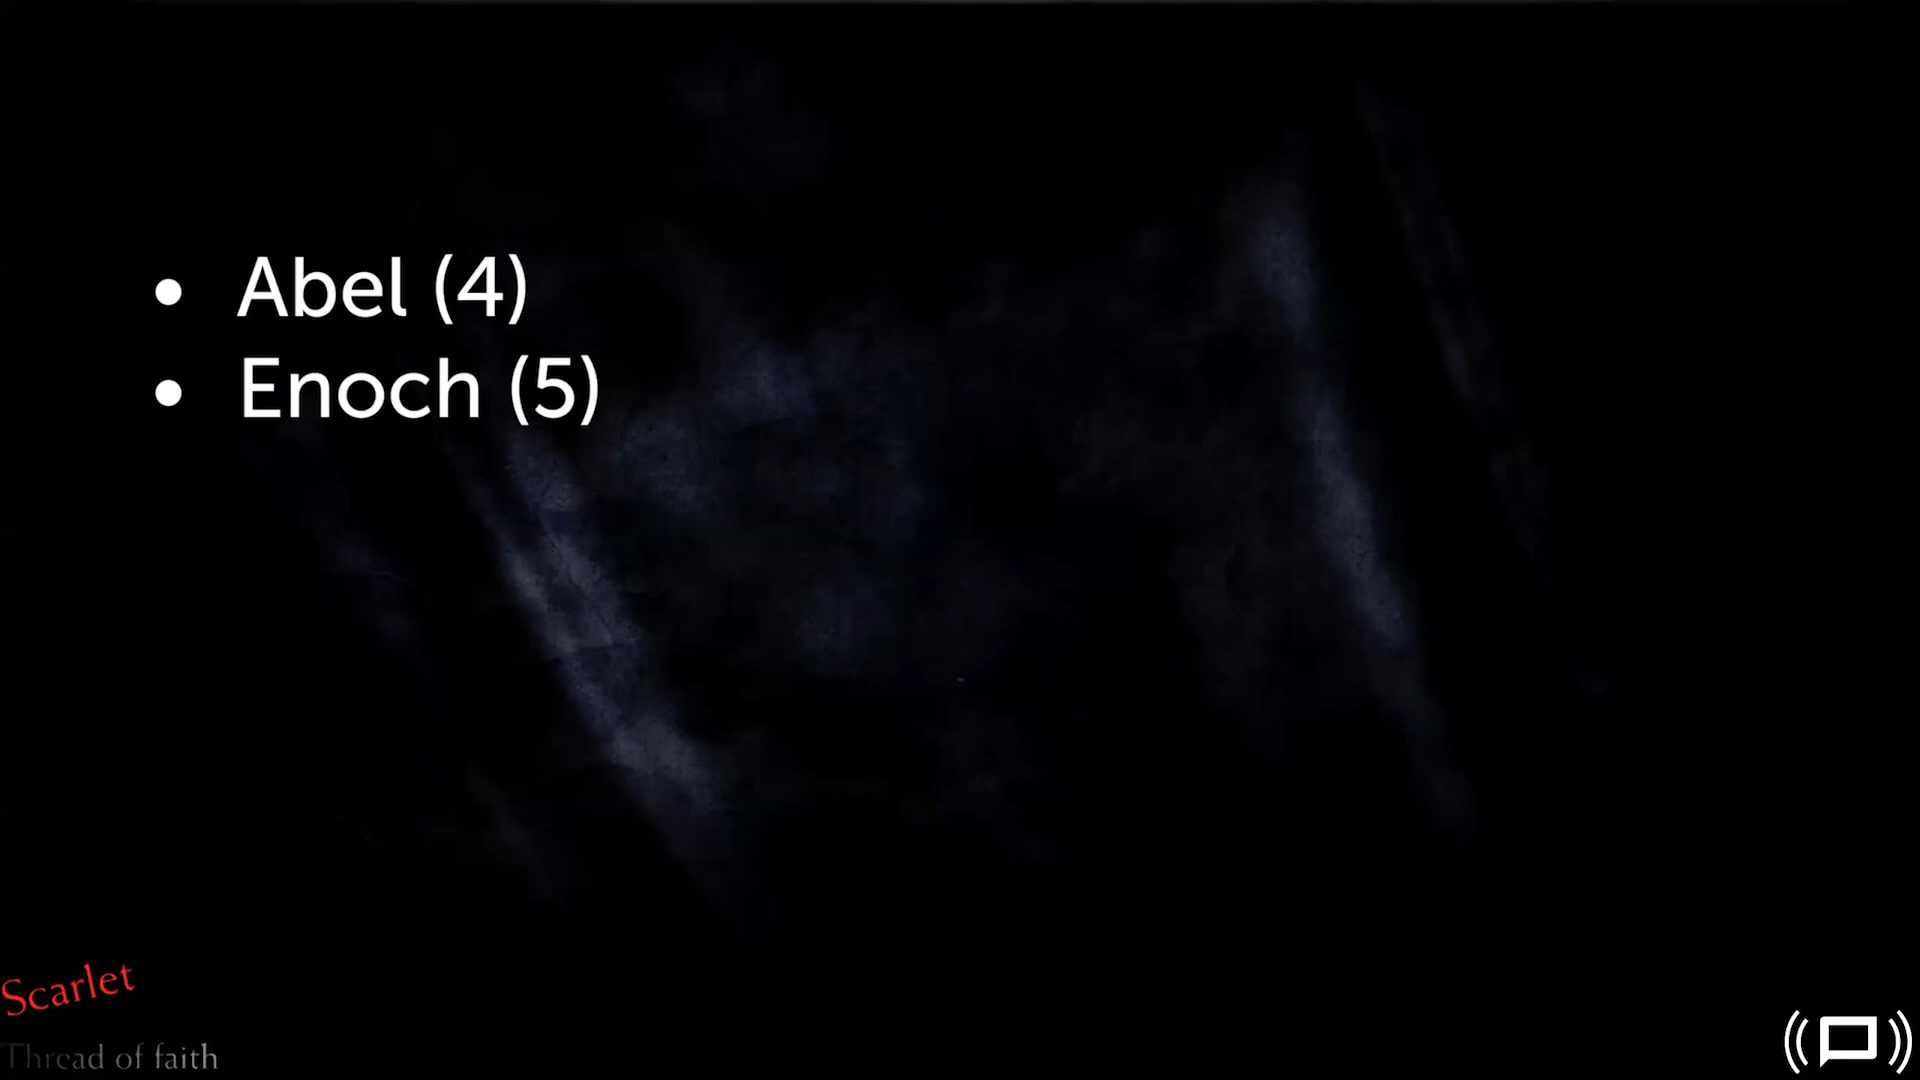 • Abel (4)
• Enoch (5)
Scarlet
Thread of faith